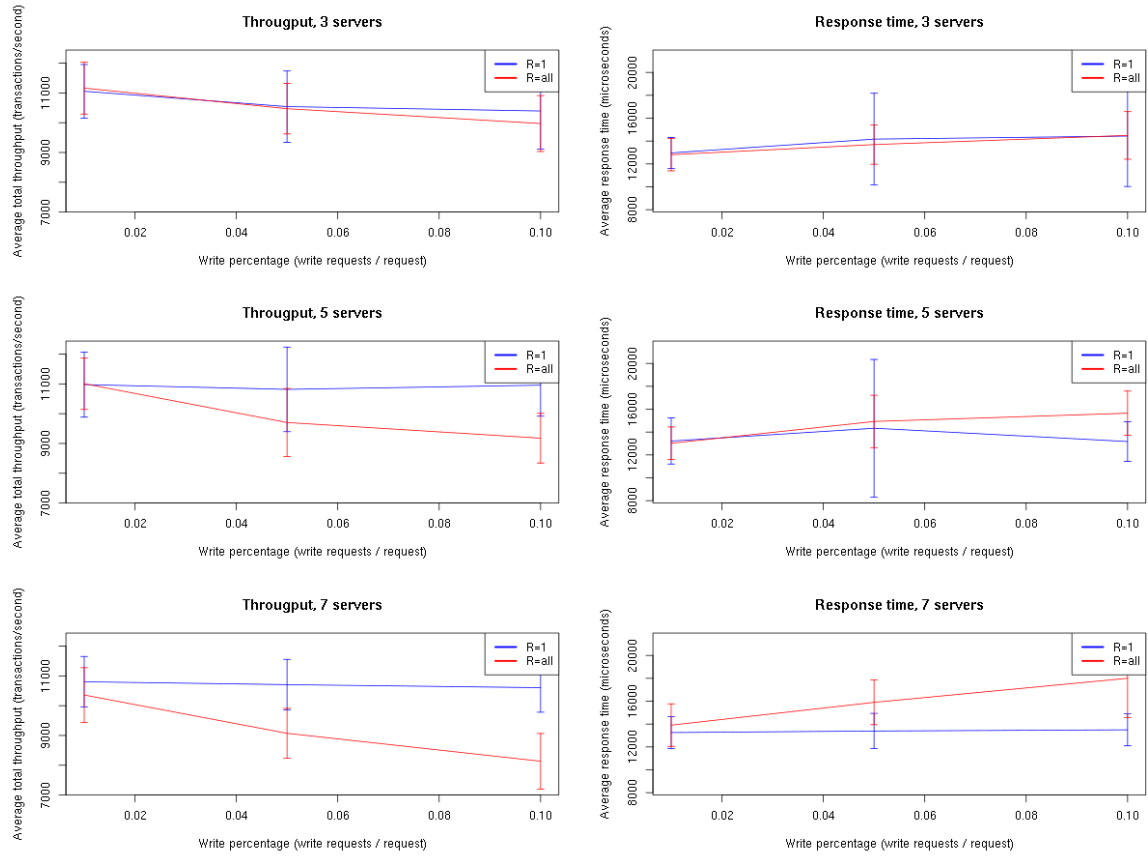 Througput, 3 servers
Average total throughput (transactions/second)
11000
9000
7000
R=1
R=all
0.02
0.04
0.06
0.08
0.10
Write percentage (write requests / request)
Response time, 3 servers
Average response time (microseconds)
20000
16000
12000
8000
R=1
R=all
0.02
0.04
0.06
0.08
0.10
Write percentage (write requests / request)
Througput, 5 servers
Average total throughput (transactions/second)
11000
9000
7000
R=1
R=all
0.02
0.04
0.06
0.08
0.10
Write percentage (write requests / request)
Response time, 5 servers
Average response time (microseconds)
20000
16000
12000
8000
R=1
R=all
0.02
0.04
0.06
0.08
0.10
Write percentage (write requests / request)
Througput, 7 servers
Average total throughput (transactions/second)
11000
9000
7000
R=1
R=all
0.02
0.04
0.06
0.08
0.10
Write percentage (write requests / request)
Response time, 7 servers
Average response time (microseconds)
20000
16000
12000
8000
R=1
R=all
0.02
0.04
0.06
0.08
0.10
Write percentage (write requests / request)